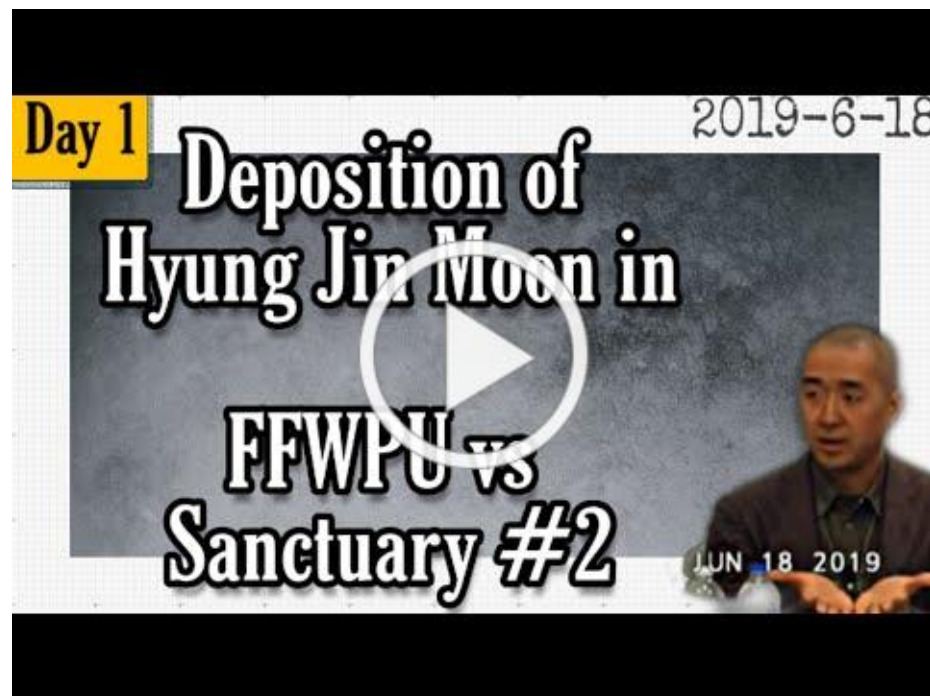 Day 1
2019-6-18
Deposition of
Hyung Jin Moon in
FFWPU vs
Sanctuary #2
JUN 18 2019